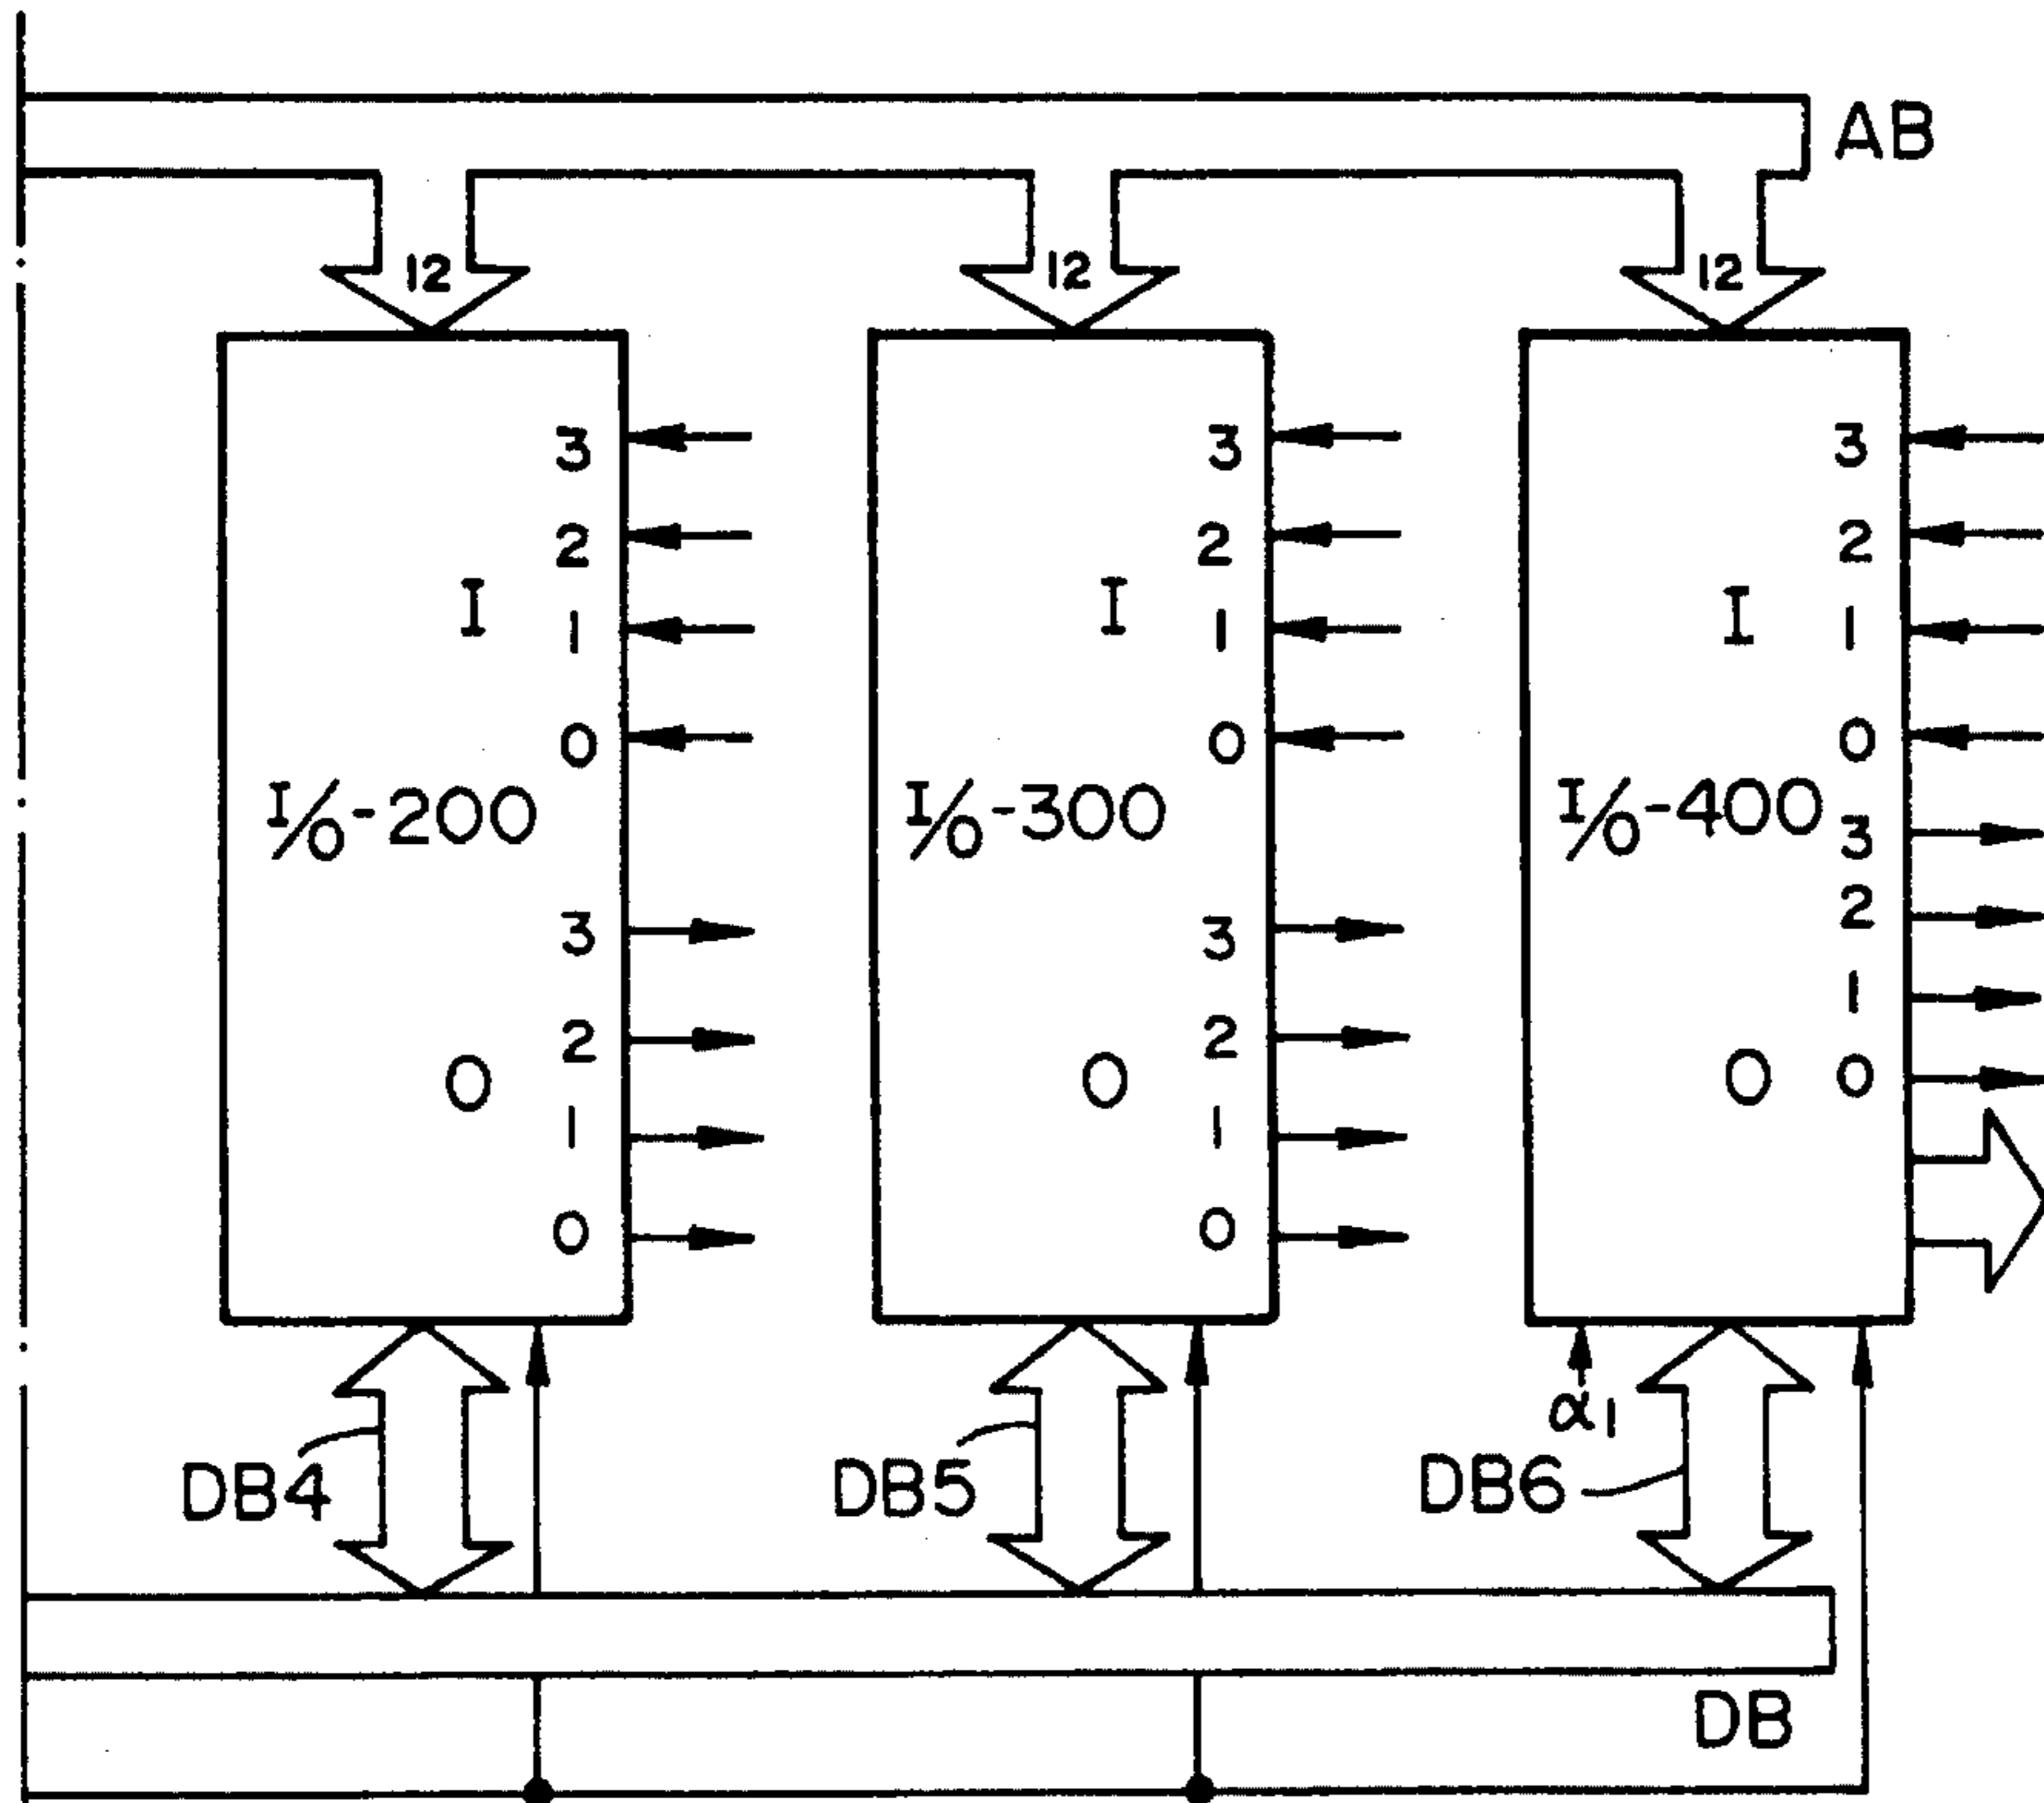 AB
12 12 12
3 3 3
2 2 2
I I I
1 1 1
0 0 0
I/O-200 I/O-300 I/O-400
3
3 3
2
2 2
1
O O O 0
1 1
0 0
α1
DB4 DB5 DB6
DB